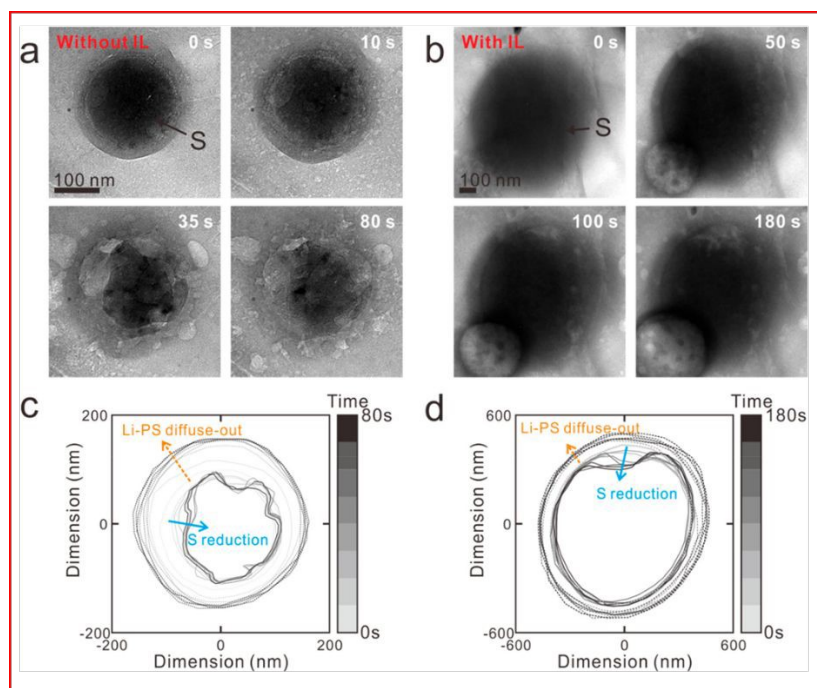 a Without IL 0 s 10 s b With IL 0 s 50 s
S S
100 nm 100 nm
35 s 80 s 100 s 180 s
c Time d Time
200 80s 600 180s
Li-PS diffuse-out Li-PS diffuse-out
S reduction S reduction
Dimension (nm) Dimension (nm)
0 0
-200 0s -600 0s
-200 0 200 -600 0 600
Dimension (nm) Dimension (nm)